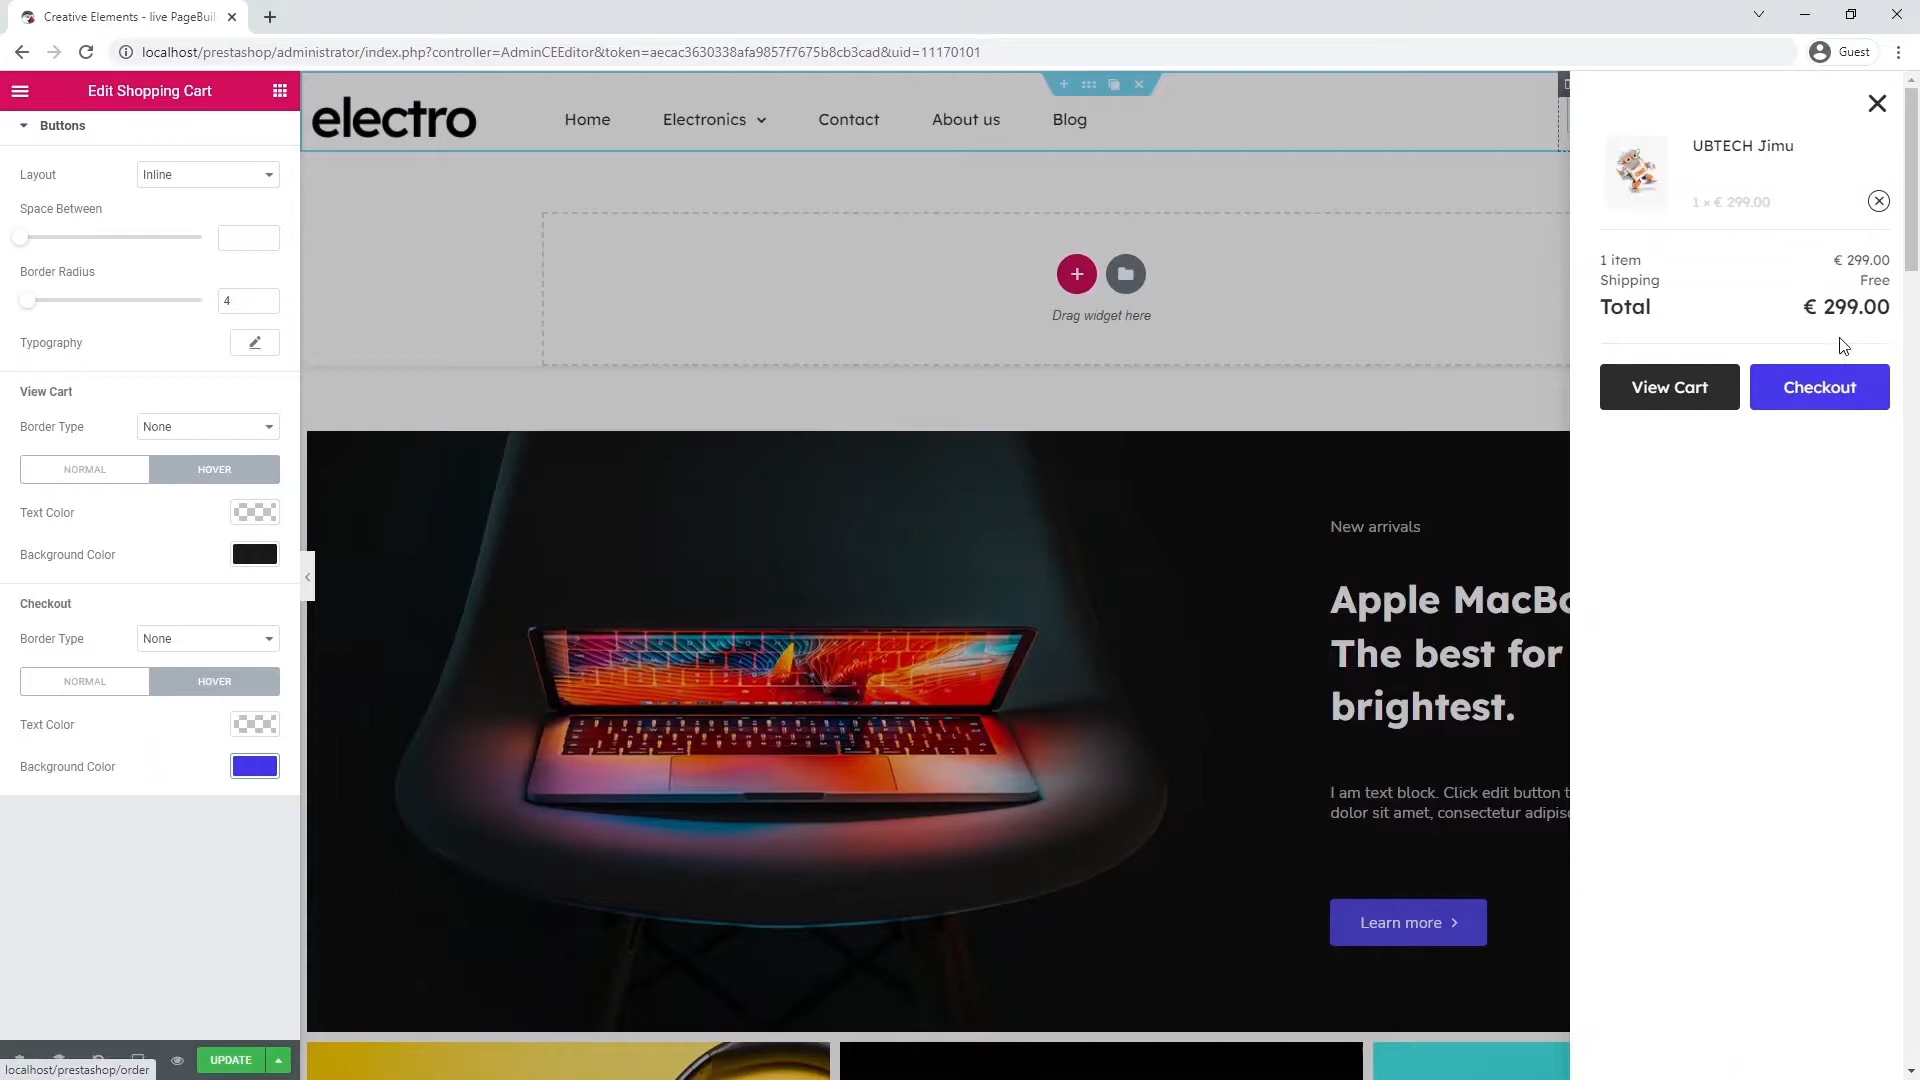 Creative Elements - live PageBuil
localhost/prestashop/administrator/index.php?controller=AdminCEEditor&token=aecac3630338afa9857f7675b8cb3cad&uid=11170101
Guest
Edit Shopping Cart
Buttons
Layout
Inline
Space Between
Border Radius
4
Typography
View Cart
Border Type
None
NORMAL
HOVER
Text Color
Background Color
Checkout
Border Type
None
NORMAL
HOVER
Text Color
Background Color
UPDATE
localhost/prestashop/order
electro
Home
Electronics
Contact
About us
Blog
Drag widget here
New arrivals
Apple MacBo
The best for
brightest.
I am text block. Click edit button t
dolor sit amet, consectetur adipisc
Learn more
UBTECH Jimu
1 × € 299.00
1 item € 299.00
Shipping Free
Total € 299.00
View Cart
Checkout